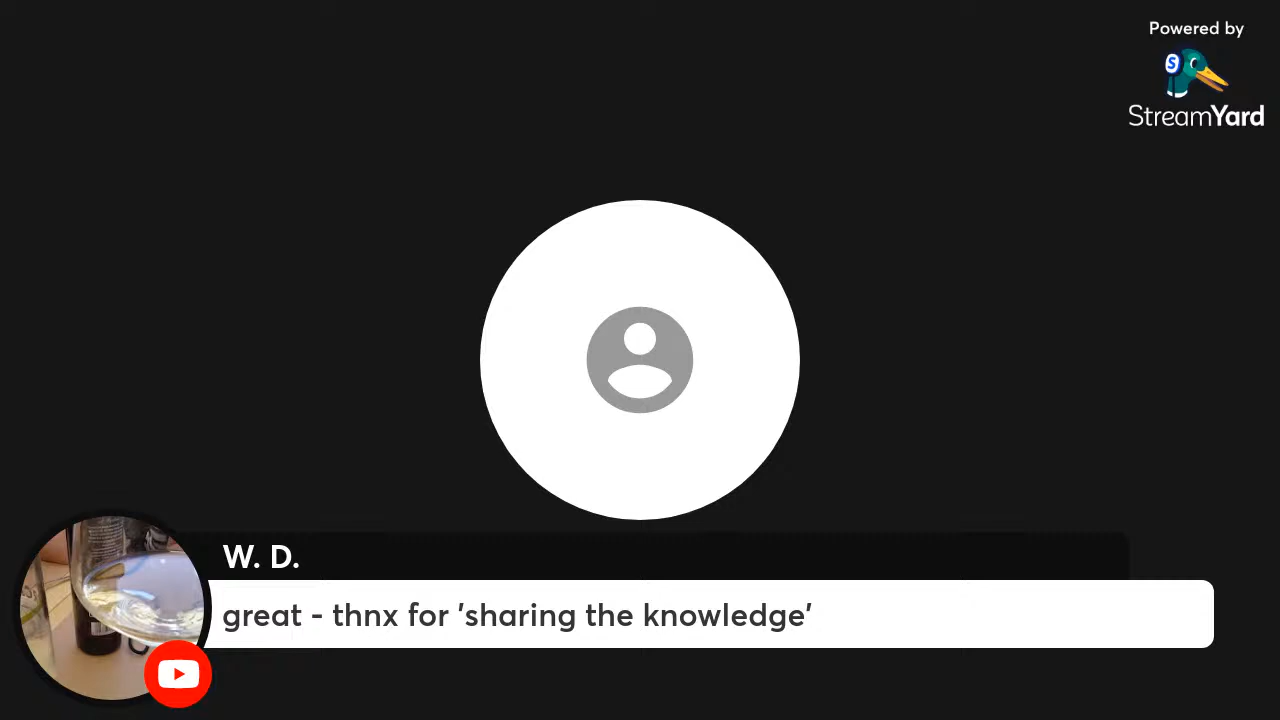 Powered by
S
StreamYard
W. D.
great - thnx for 'sharing the knowledge'